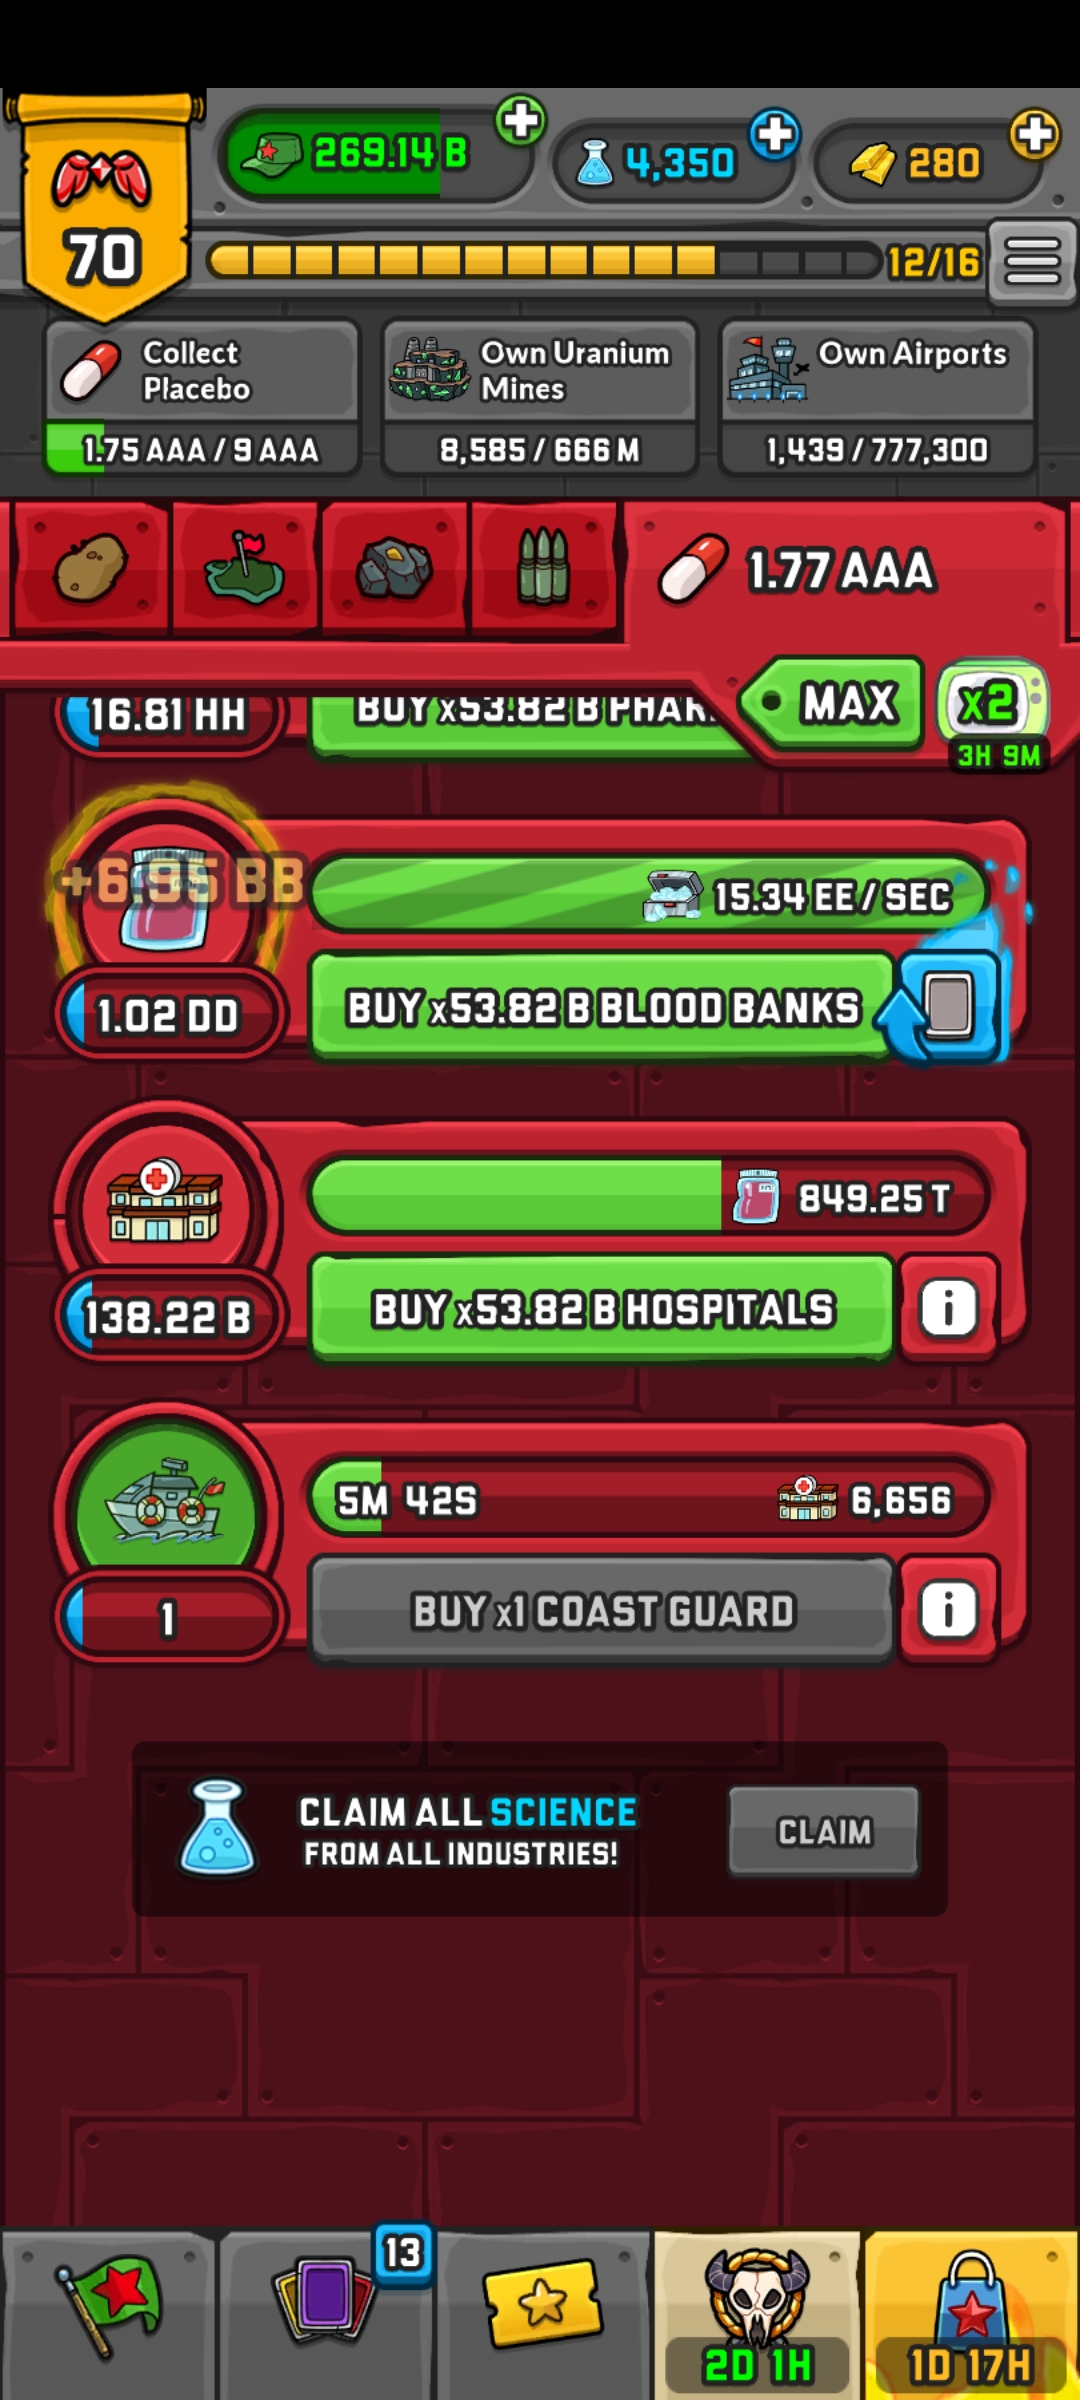 269.14 B
4,350
280
70
12/16
Collect
Placebo
1.75 AAA / 9 AAA
Own Uranium
Mines
8,585 / 666 M
Own Airports
1,439 / 777,300
1.77 AAA
MAX
x2
3H 9M
16.81 HH
BUY x53.82 B
+6.95 BB
15.34 EE / SEC
1.02 DD
BUY x53.82 B BLOOD BANKS
849.25 T
138.22 B
BUY x53.82 B HOSPITALS
i
5M 42S
6,656
1
BUY x1 COAST GUARD
i
CLAIM ALL SCIENCE
FROM ALL INDUSTRIES!
CLAIM
13
2D 1H
1D 17H